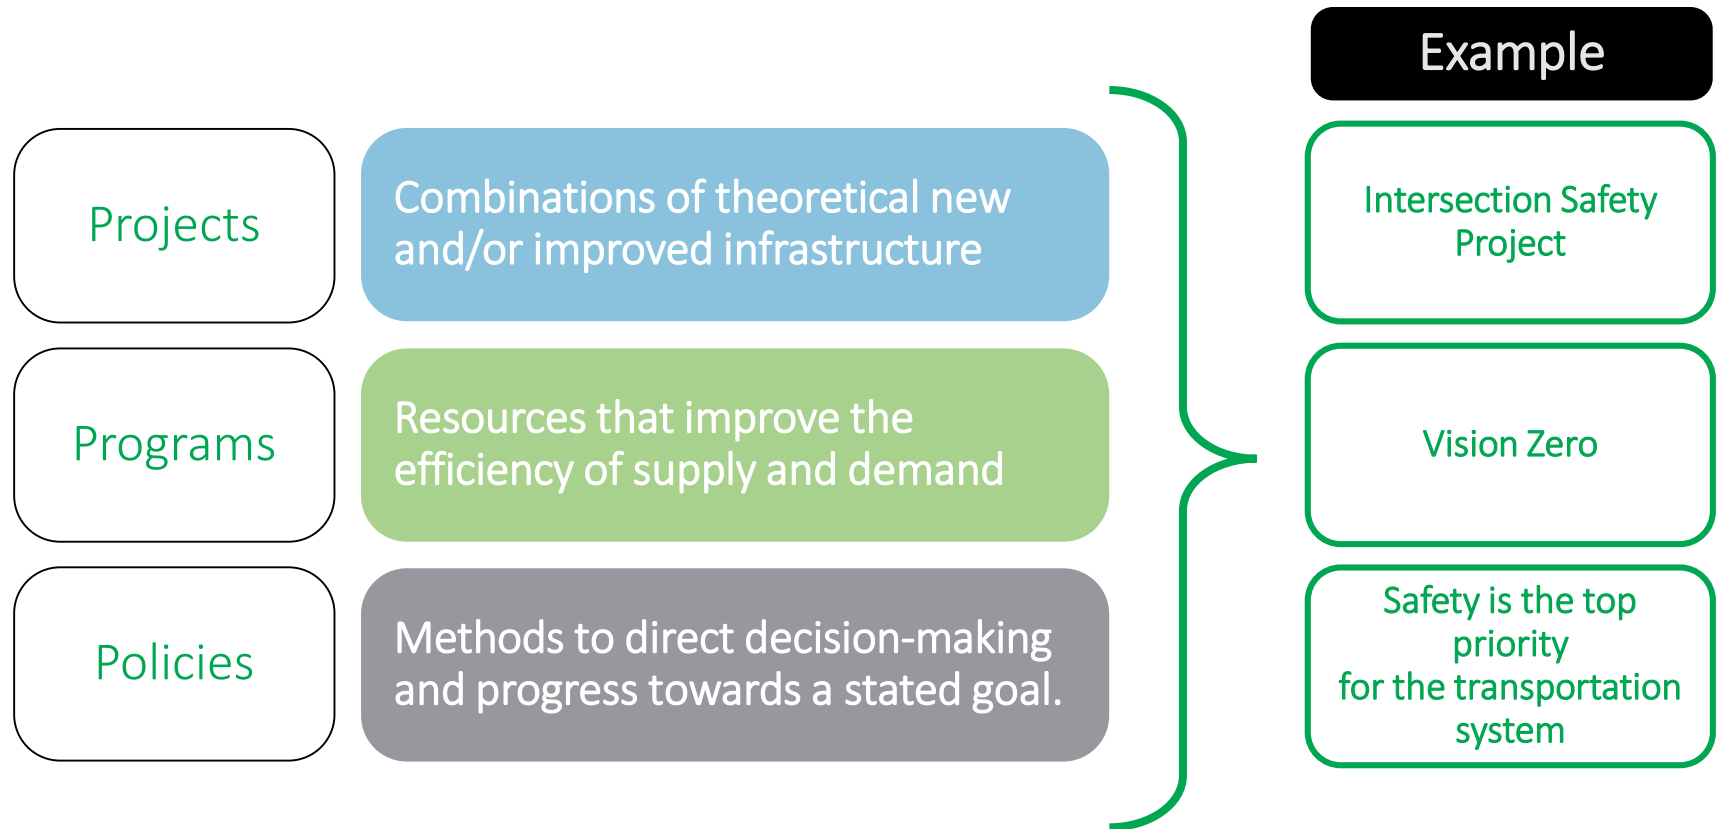 Example
Projects
Combinations of theoretical new
and/or improved infrastructure
Intersection Safety
Project
Programs
Resources that improve the
efficiency of supply and demand
Vision Zero
Policies
Methods to direct decision-making
and progress towards a stated goal.
Safety is the top
priority
for the transportation
system